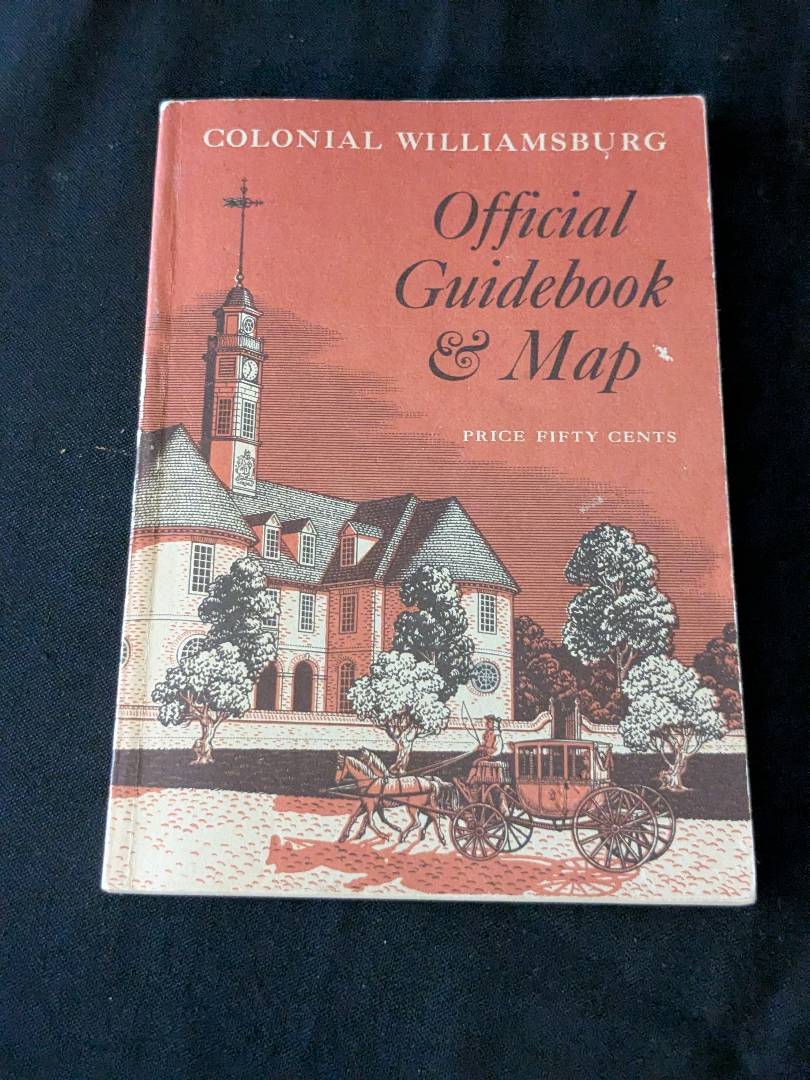 COLONIAL WILLIAMSBURG
Official
Guidebook
& Map
PRICE FIFTY CENTS